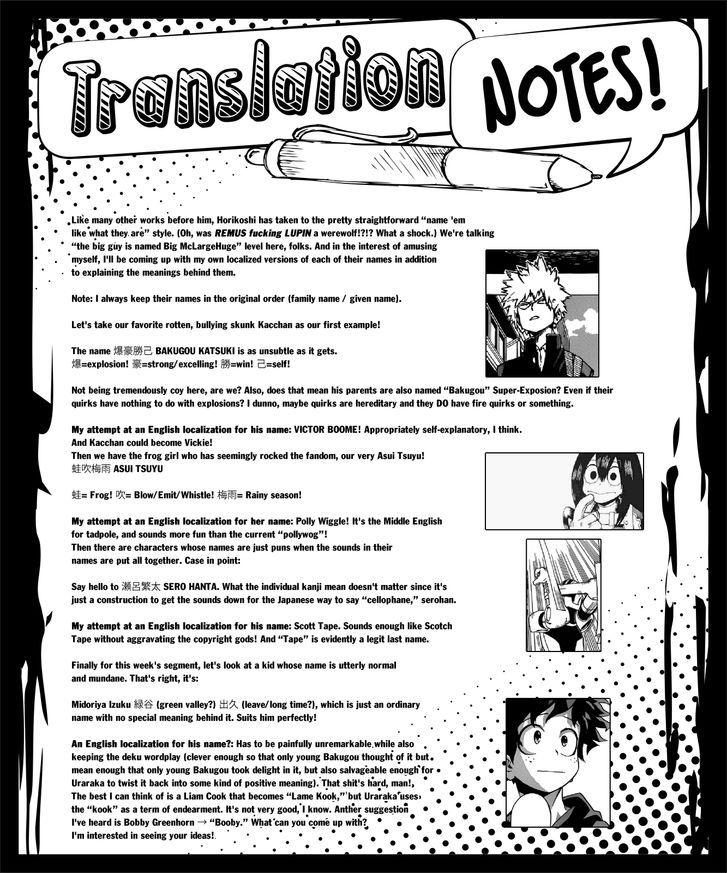 Translation
NOTES!
Like many other works before him, Horikoshi has taken to the pretty straightforward “name 'em
like what they are” style. (Oh, was REMUS fucking LUPIN a werewolf!?!? What a shock.) We're talking
“the big guy is named Big McLargeHuge” level here, folks. And in the interest of amusing
myself, I'll be coming up with my own localized versions of each of their names in addition
to explaining the meanings behind them.
Note: I always keep their names in the original order (family name / given name).
Let's take our favorite rotten, bullying skunk Kacchan as our first example!
The name 爆豪勝己 BAKUGOU KATSUKI is as unsubtle as it gets.
爆=explosion! 豪=strong/excelling! 勝=win! 己=self!
Not being tremendously coy here, are we? Also, does that mean his parents are also named “Bakugou” Super-Exposion? Even if their
quirks have nothing to do with explosions? I dunno, maybe quirks are hereditary and they DO have fire quirks or something.
My attempt at an English localization for his name: VICTOR BOOME! Appropriately self-explanatory, I think.
And Kacchan could become Vickie!
Then we have the frog girl who has seemingly rocked the fandom, our very Asui Tsuyu!
蛙吹梅雨 ASUI TSUYU
蛙= Frog! 吹= Blow/Emit/Whistle! 梅雨= Rainy season!
My attempt at an English localization for her name: Polly Wiggle! It's the Middle English
for tadpole, and sounds more fun than the current “pollywog”!
Then there are characters whose names are just puns when the sounds in their
names are put all together. Case in point:
Say hello to 瀬呂繁太 SERO HANTA. What the individual kanji mean doesn't matter since it's
just a construction to get the sounds down for the Japanese way to say “cellophane,” serohan.
My attempt at an English localization for his name: Scott Tape. Sounds enough like Scotch
Tape without aggravating the copyright gods! And “Tape” is evidently a legit last name.
Finally for this week's segment, let's look at a kid whose name is utterly normal
and mundane. That's right, it's:
Midoriya Izuku 緑谷 (green valley?) 出久 (leave/long time?), which is just an ordinary
name with no special meaning behind it. Suits him perfectly!
An English localization for his name?: Has to be painfully unremarkable while also
keeping the deku wordplay (clever enough so that only young Bakugou thought of it but
mean enough that only young Bakugou took delight in it, but also salvageable enough for
Uraraka to twist it back into some kind of positive meaning). That shit's hard, man!
The best I can think of is a Liam Cook that becomes “Lame Kook,” but Uraraka uses
the “kook” as a term of endearment. It's not very good, I know. Anther suggestion
I've heard is Bobby Greenhorn → “Booby.” What can you come up with?
I'm interested in seeing your ideas!